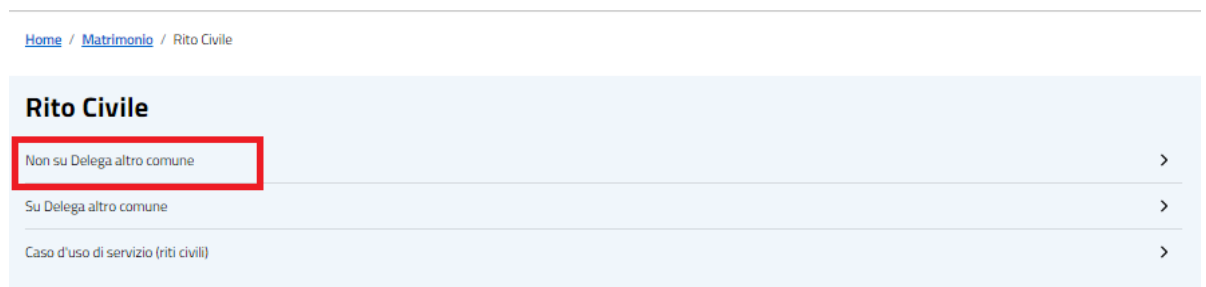 Home / Matrimonio / Rito Civile
Rito Civile
Non su Delega altro comune
Su Delega altro comune
Caso d'uso di servizio (riti civili)